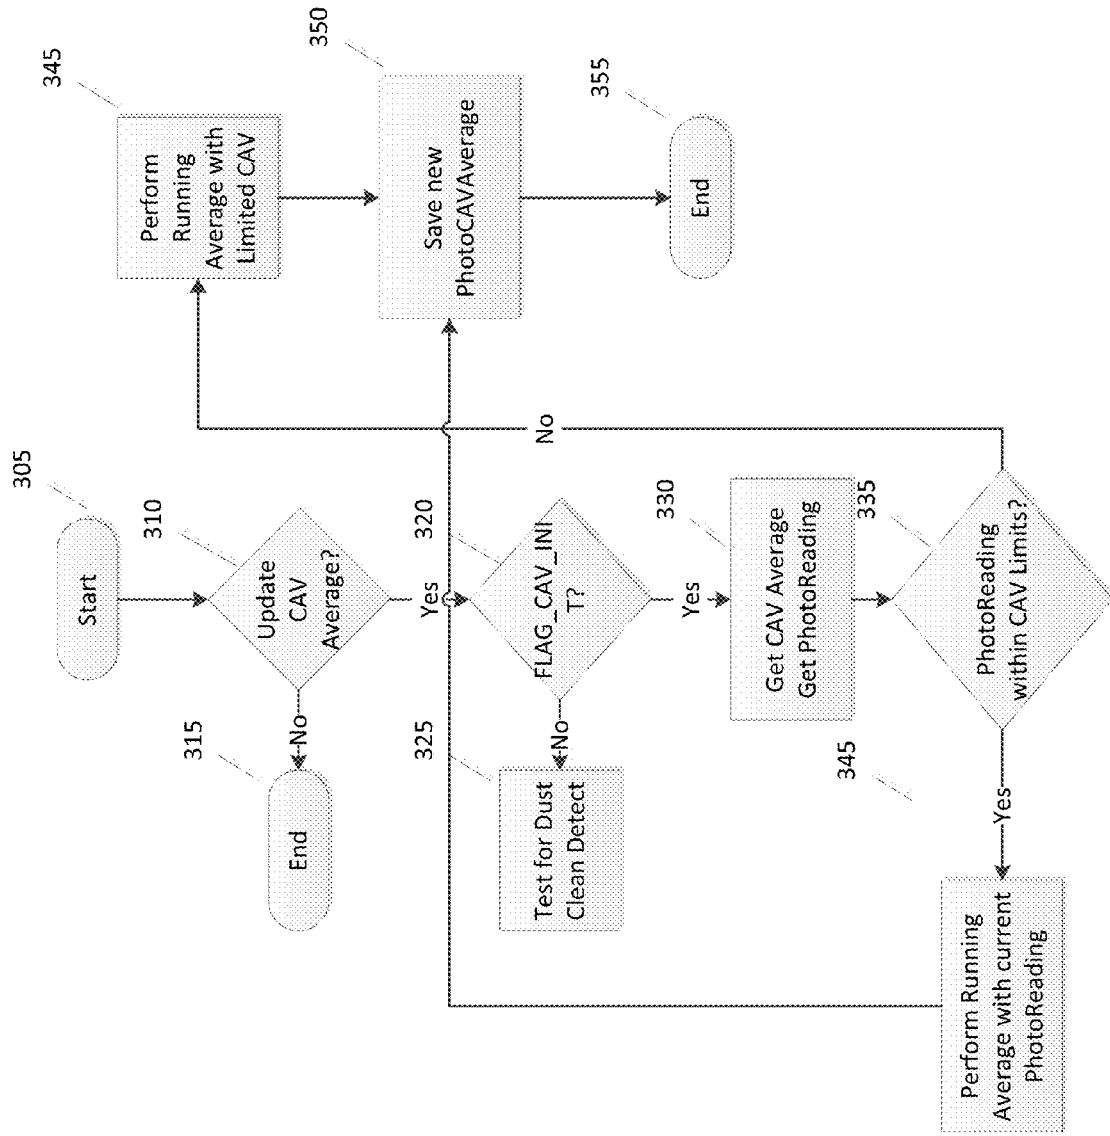 305
Start
310
Update
CAV
Average?
No
315
End
Yes
320
FLAG_CAV_INI
T?
No
325
Test for Dust
Clean Detect
Yes
330
Get CAV Average
Get PhotoReading
335
PhotoReading
within CAV Limits?
Yes
345
Perform Running
Average with current
PhotoReading
No
345
Perform
Running
Average with
Limited CAV
350
Save new
PhotoCAVAverage
355
End